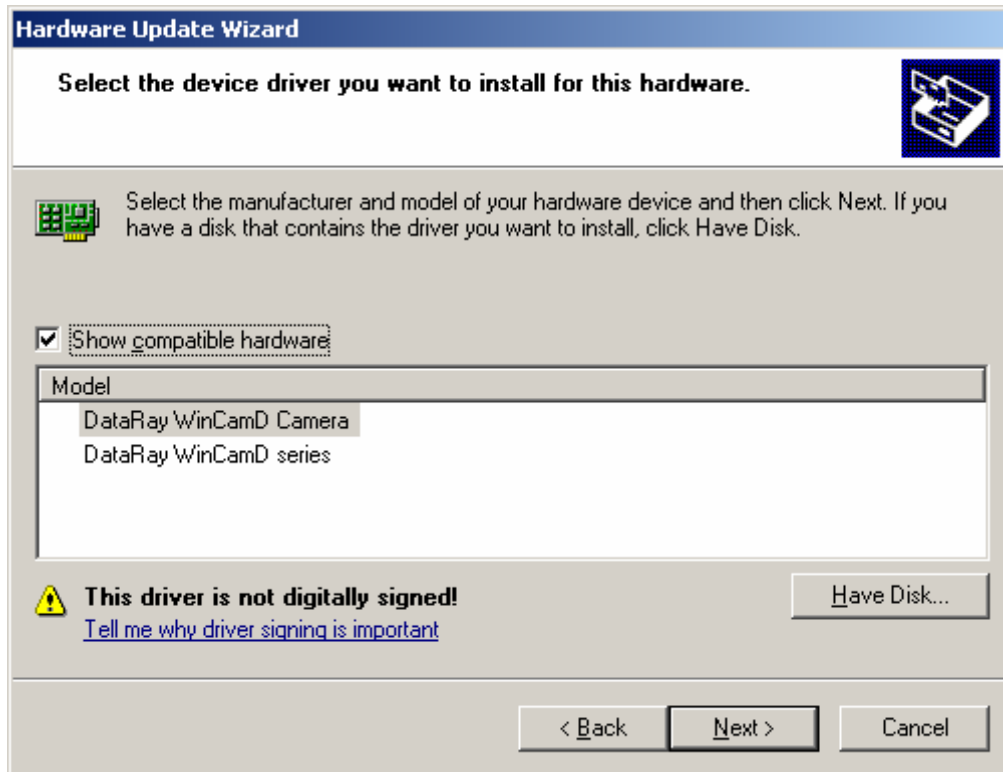 Hardware Update Wizard
Select the device driver you want to install for this hardware.
Select the manufacturer and model of your hardware device and then click Next. If you
have a disk that contains the driver you want to install, click Have Disk.
Show compatible hardware
Model
DataRay WinCamD Camera
DataRay WinCamD series
This driver is not digitally signed!
Have Disk...
Tell me why driver signing is important
< Back
Next >
Cancel